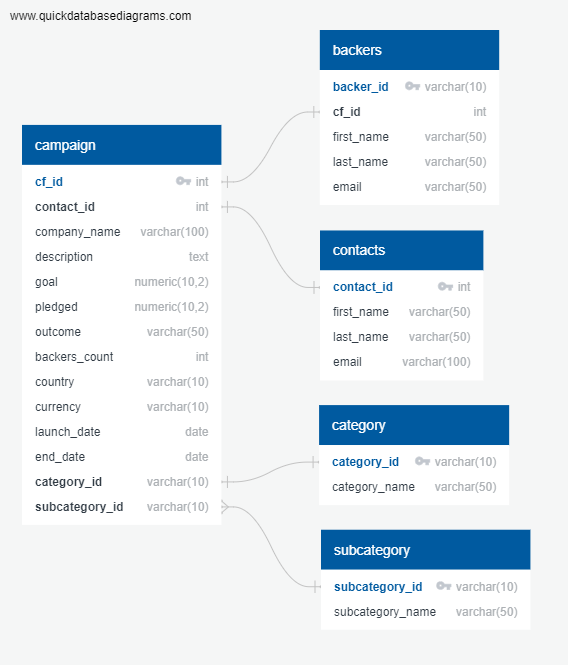 www.quickdatabasediagrams.com
campaign
cf_id int
contact_id int
company_name varchar(100)
description text
goal numeric(10,2)
pledged numeric(10,2)
outcome varchar(50)
backers_count int
country varchar(10)
currency varchar(10)
launch_date date
end_date date
category_id varchar(10)
subcategory_id varchar(10)
backers
backer_id varchar(10)
cf_id int
first_name varchar(50)
last_name varchar(50)
email varchar(50)
contacts
contact_id int
first_name varchar(50)
last_name varchar(50)
email varchar(100)
category
category_id varchar(10)
category_name varchar(50)
subcategory
subcategory_id varchar(10)
subcategory_name varchar(50)